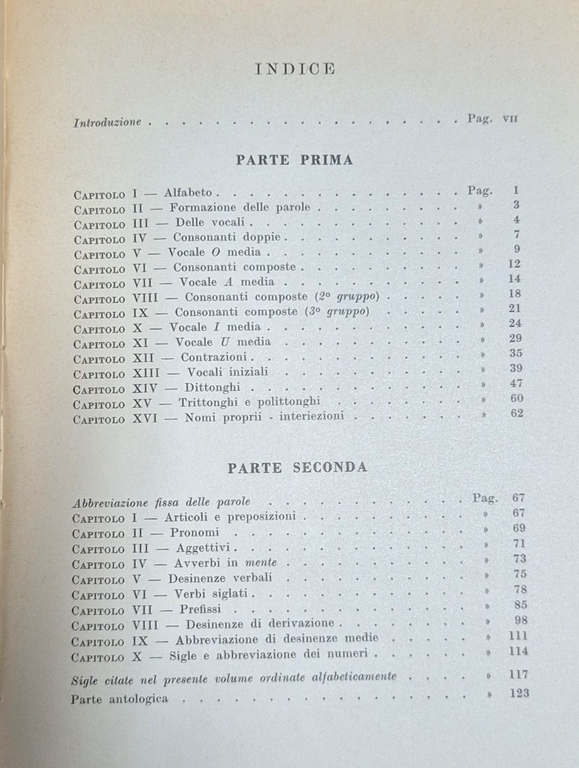 INDICE
Introduzione . . . . . . . . . . . . . . . . . . . Pag. VII
PARTE PRIMA
CAPITOLO I — Alfabeto . . . . . . . . . . . . . . . Pag. 1
CAPITOLO II — Formazione delle parole . . . . . . . . . » 3
CAPITOLO III — Delle vocali . . . . . . . . . . . . . » 4
CAPITOLO IV — Consonanti doppie . . . . . . . . . . . » 7
CAPITOLO V — Vocale O media . . . . . . . . . . . . » 9
CAPITOLO VI — Consonanti composte . . . . . . . . . . » 12
CAPITOLO VII — Vocale A media . . . . . . . . . . . » 14
CAPITOLO VIII — Consonanti composte (2º gruppo) . . . . . » 18
CAPITOLO IX — Consonanti composte (3º gruppo) . . . . . » 21
CAPITOLO X — Vocale I media . . . . . . . . . . . . » 24
CAPITOLO XI — Vocale U media . . . . . . . . . . . » 29
CAPITOLO XII — Contrazioni . . . . . . . . . . . . . » 35
CAPITOLO XIII — Vocali iniziali . . . . . . . . . . . » 39
CAPITOLO XIV — Dittonghi . . . . . . . . . . . . . » 47
CAPITOLO XV — Trittonghi e polittonghi . . . . . . . . » 60
CAPITOLO XVI — Nomi proprii - interiezioni . . . . . . . » 62
PARTE SECONDA
Abbreviazione fissa delle parole . . . . . . . . . . . Pag. 67
CAPITOLO I — Articoli e preposizioni . . . . . . . . . . » 67
CAPITOLO II — Pronomi . . . . . . . . . . . . . . . » 69
CAPITOLO III — Aggettivi . . . . . . . . . . . . . . » 71
CAPITOLO IV — Avverbi in mente . . . . . . . . . . . » 73
CAPITOLO V — Desinenze verbali . . . . . . . . . . . » 75
CAPITOLO VI — Verbi siglati . . . . . . . . . . . . . » 78
CAPITOLO VII — Prefissi . . . . . . . . . . . . . . » 85
CAPITOLO VIII — Desinenze di derivazione . . . . . . . . » 98
CAPITOLO IX — Abbreviazione di desinenze medie . . . . . » 111
CAPITOLO X — Sigle e abbreviazione dei numeri . . . . . . » 114
Sigle citate nel presente volume ordinate alfabeticamente . . . . » 117
Parte antologica . . . . . . . . . . . . . . . . . » 123